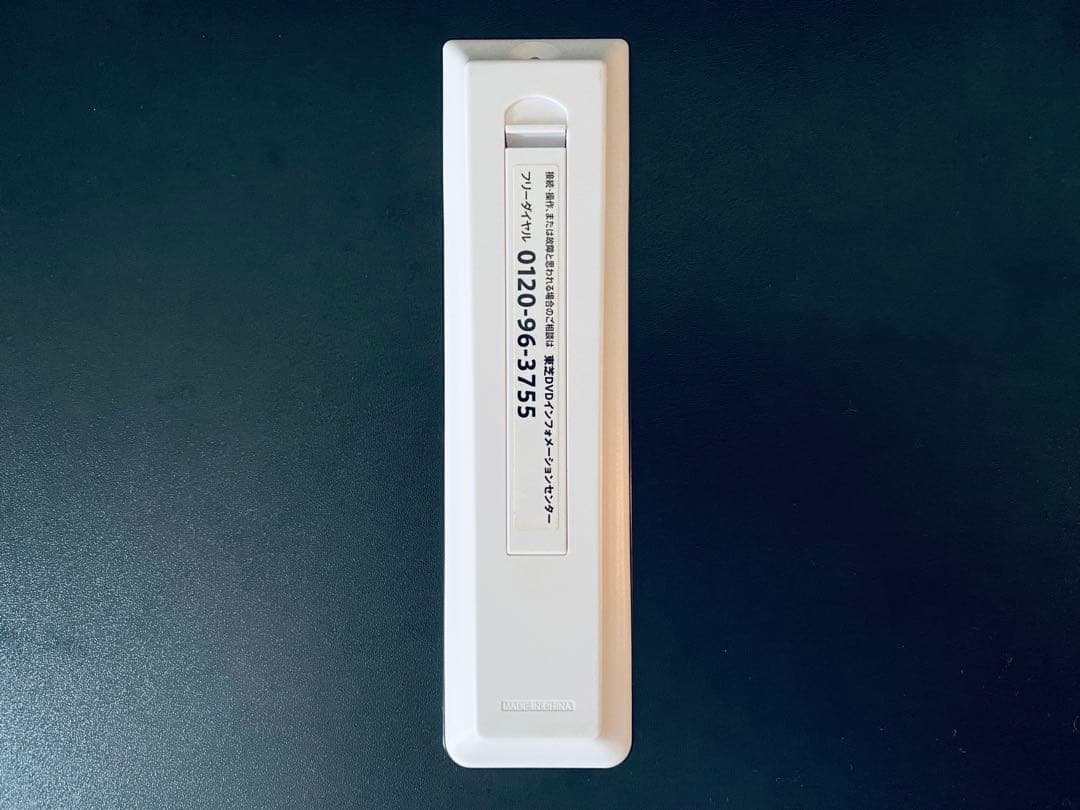 接続・操作、または故障と思われる場合のご相談は 東芝DVDインフォメーションセンター
フリーダイヤル 0120-96-3755
MADE IN CHINA